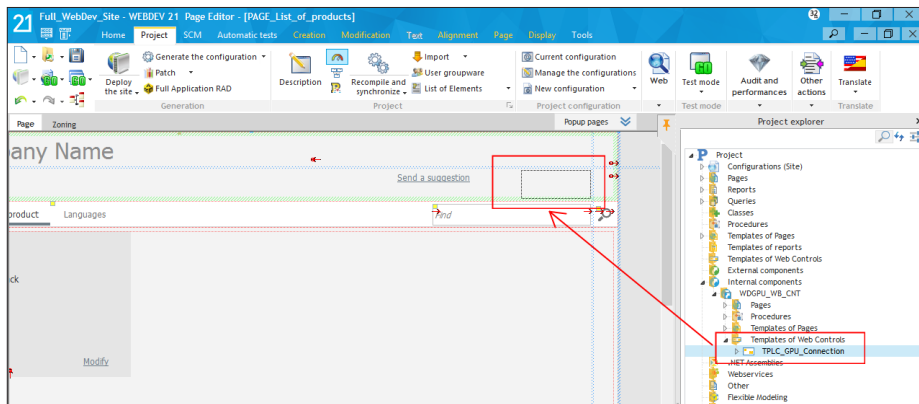 21 Full_WebDev_Site - WEBDEV 21 Page Editor - [PAGE_List_of_products]
Home Project SCM Automatic tests Creation Modification Text Alignment Page Display Tools
Deploy the site
Generate the configuration
Patch
Full Application RAD
Generation
Description
Recompile and synchronize
Import
User groupware
List of Elements
Project
Current configuration
Manage the configurations
New configuration
Project configuration
Web
Test mode
Test mode
Audit and performances
Other actions
Translate
Translate
Page Zoning Popup pages
any Name
Send a suggestion
product Languages Find
ck
Modify
Project explorer
Project
Configurations (Site)
Pages
Reports
Queries
Classes
Procedures
Templates of Pages
Templates of reports
Templates of Web Controls
External components
Internal components
WDGPU_WB_CNT
Pages
Procedures
Templates of Pages
Templates of Web Controls
TPLC_GPU_Connection
.NET Assemblies
Webservices
Other
Flexible Modeling